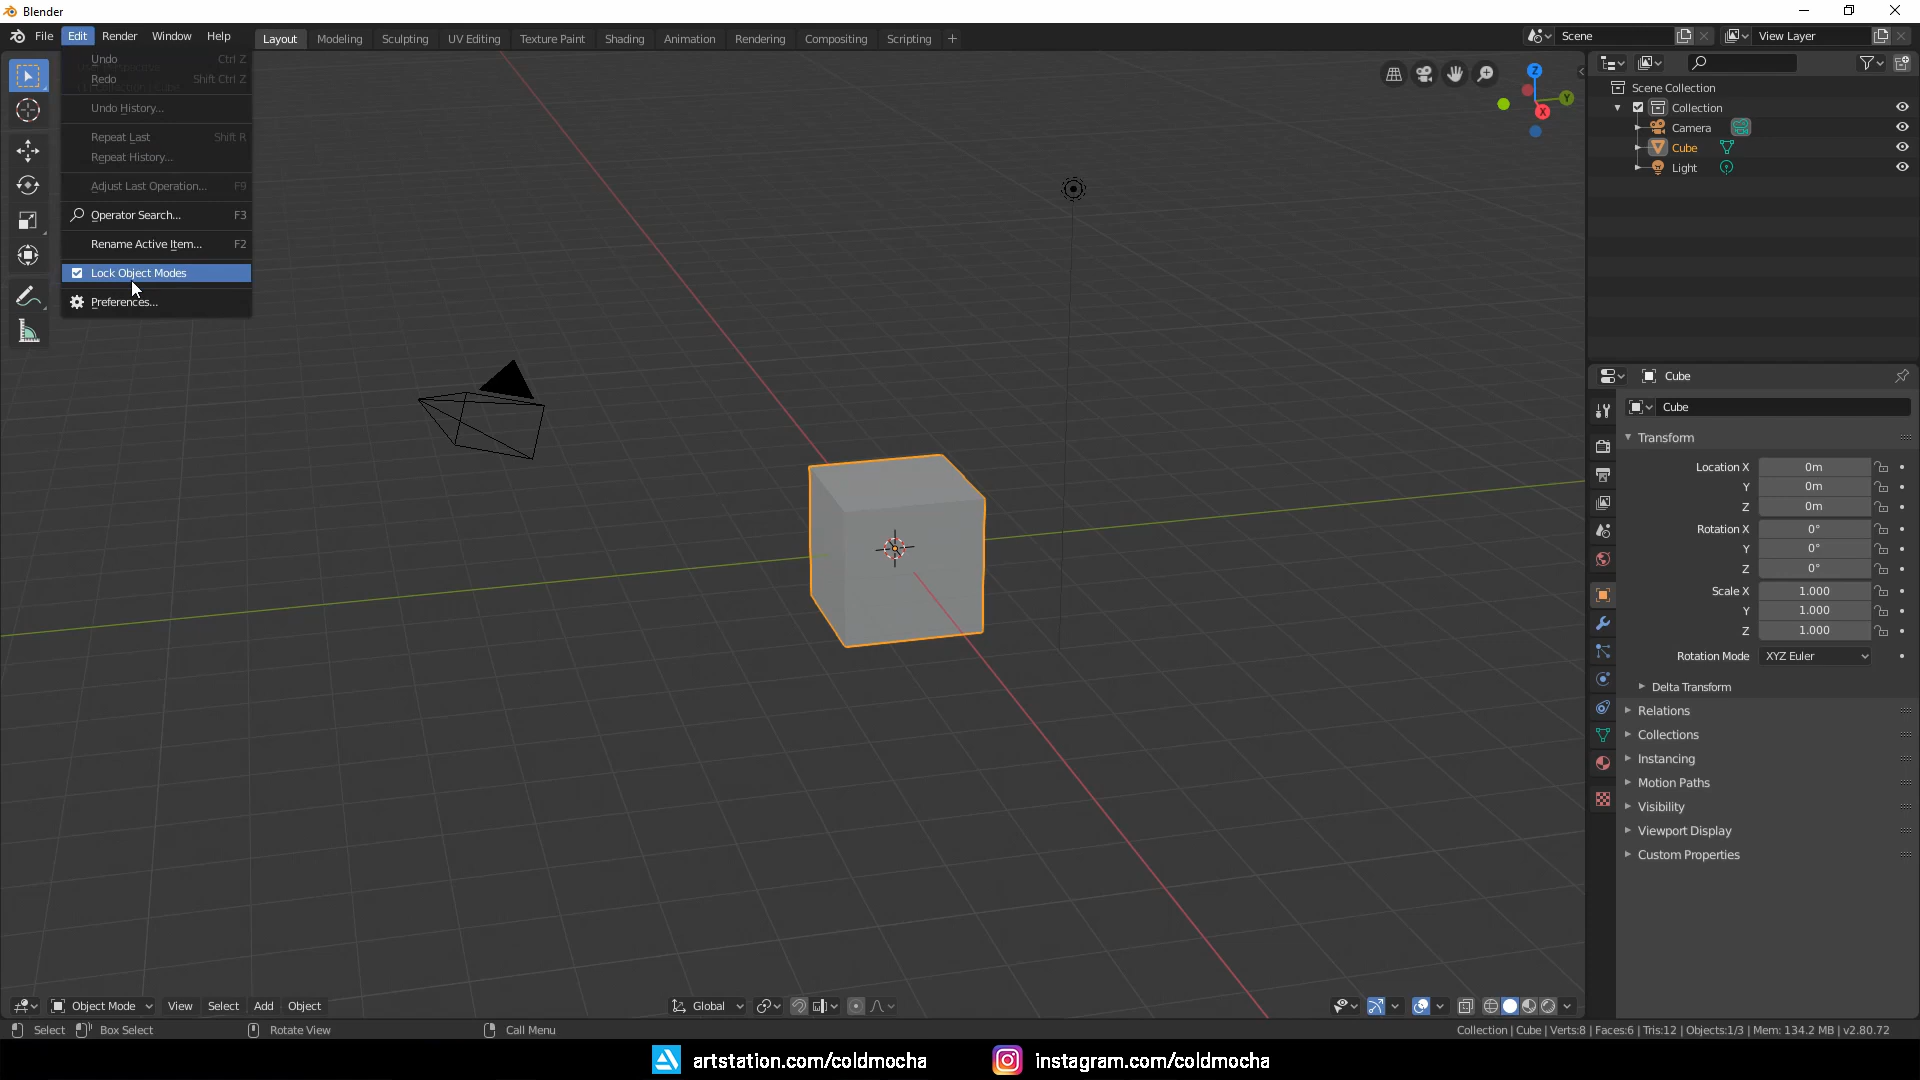 Blender
File Edit Render Window Help
Layout Modeling Sculpting UV Editing Texture Paint Shading Animation Rendering Compositing Scripting +
Scene
View Layer
Undo Ctrl Z
Redo Shift Ctrl Z
Undo History...
Repeat Last Shift R
Repeat History...
Adjust Last Operation... F9
Operator Search... F3
Rename Active Item... F2
Lock Object Modes
Preferences...
Z
Y
X
Scene Collection
Collection
Camera
Cube
Light
Cube
Cube
Transform
Location X 0m
Y 0m
Z 0m
Rotation X 0°
Y 0°
Z 0°
Scale X 1.000
Y 1.000
Z 1.000
Rotation Mode XYZ Euler
Delta Transform
Relations
Collections
Instancing
Motion Paths
Visibility
Viewport Display
Custom Properties
Object Mode View Select Add Object
Global
Select Box Select Rotate View Call Menu
Collection | Cube | Verts:8 | Faces:6 | Tris:12 | Objects:1/3 | Mem: 134.2 MB | v2.80.72
artstation.com/coldmocha
instagram.com/coldmocha